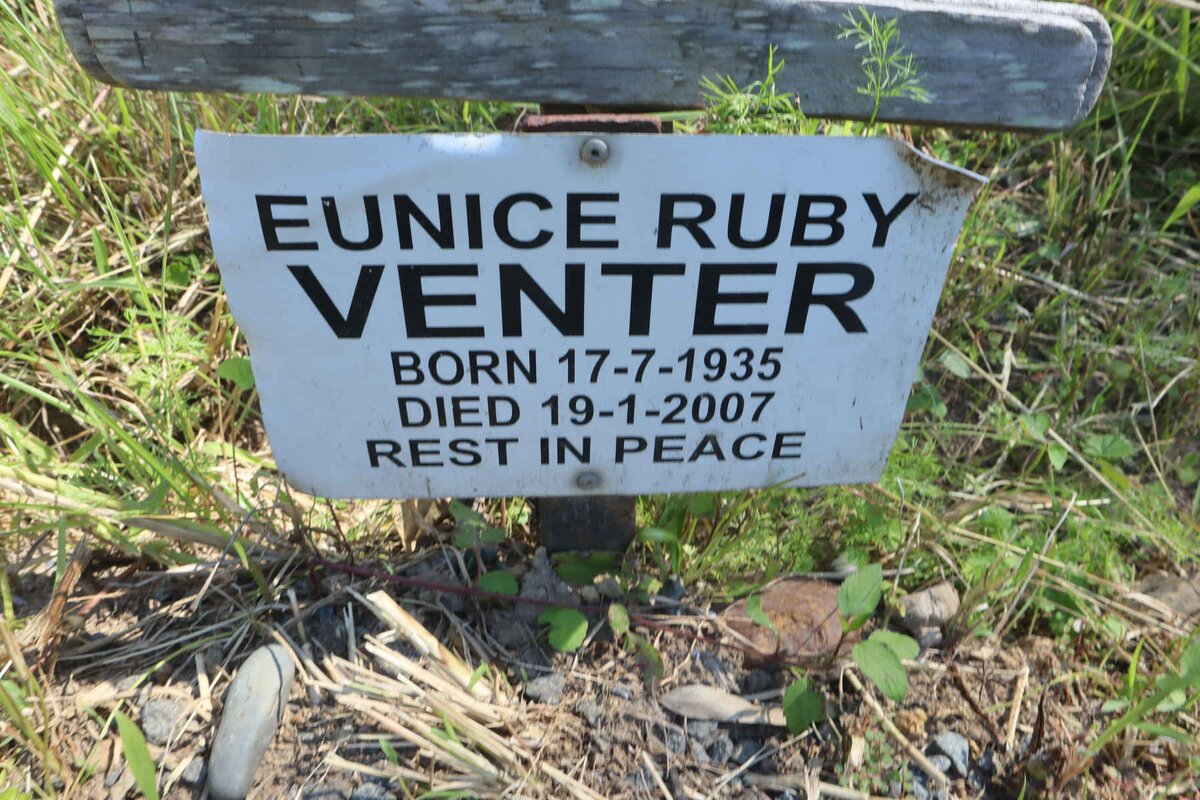 EUNICE RUBY
VENTER
BORN 17-7-1935
DIED 19-1-2007
REST IN PEACE